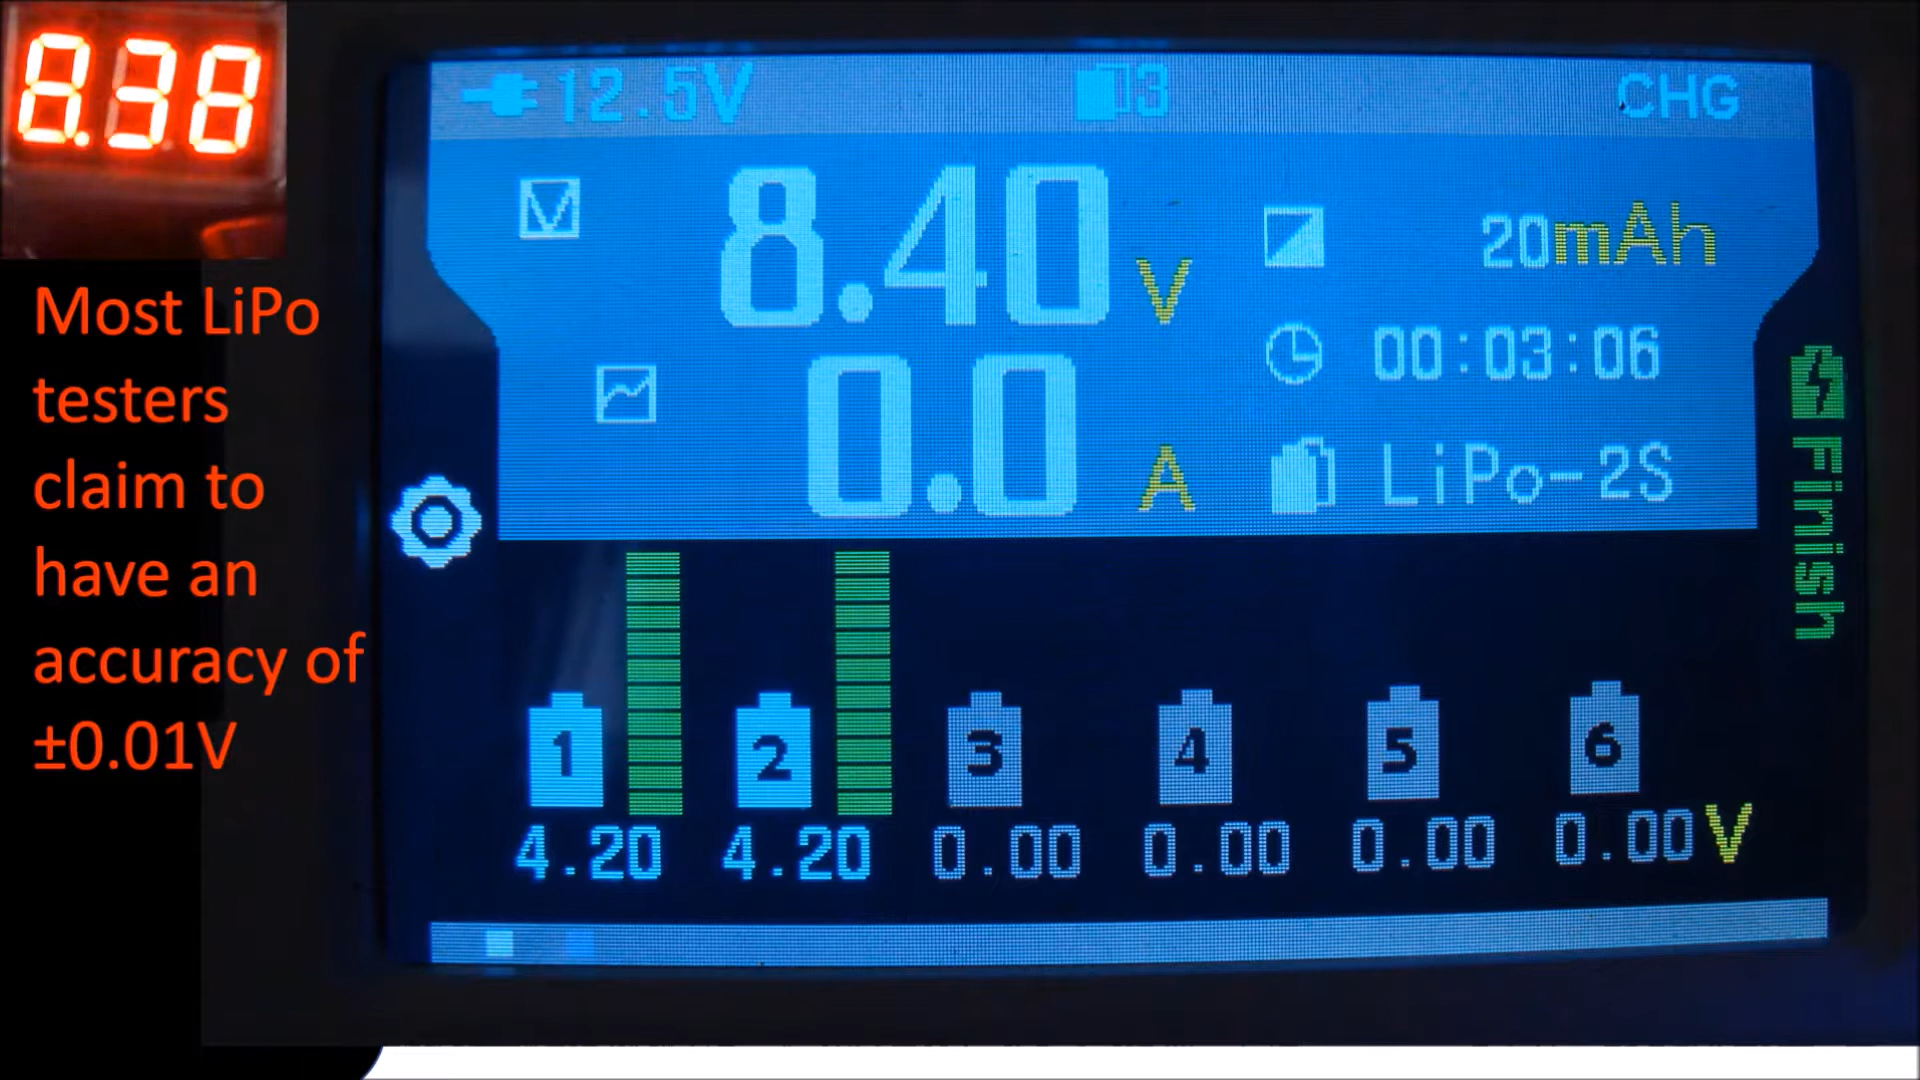 8.38
Most LiPo
testers
claim to
have an
accuracy of
±0.01V
12.5V
3
CHG
8.40 V
20mAh
0.0 A
00:03:06
LiPo-2S
Finish
1 2 3 4 5 6
4.20 4.20 0.00 0.00 0.00 0.00V